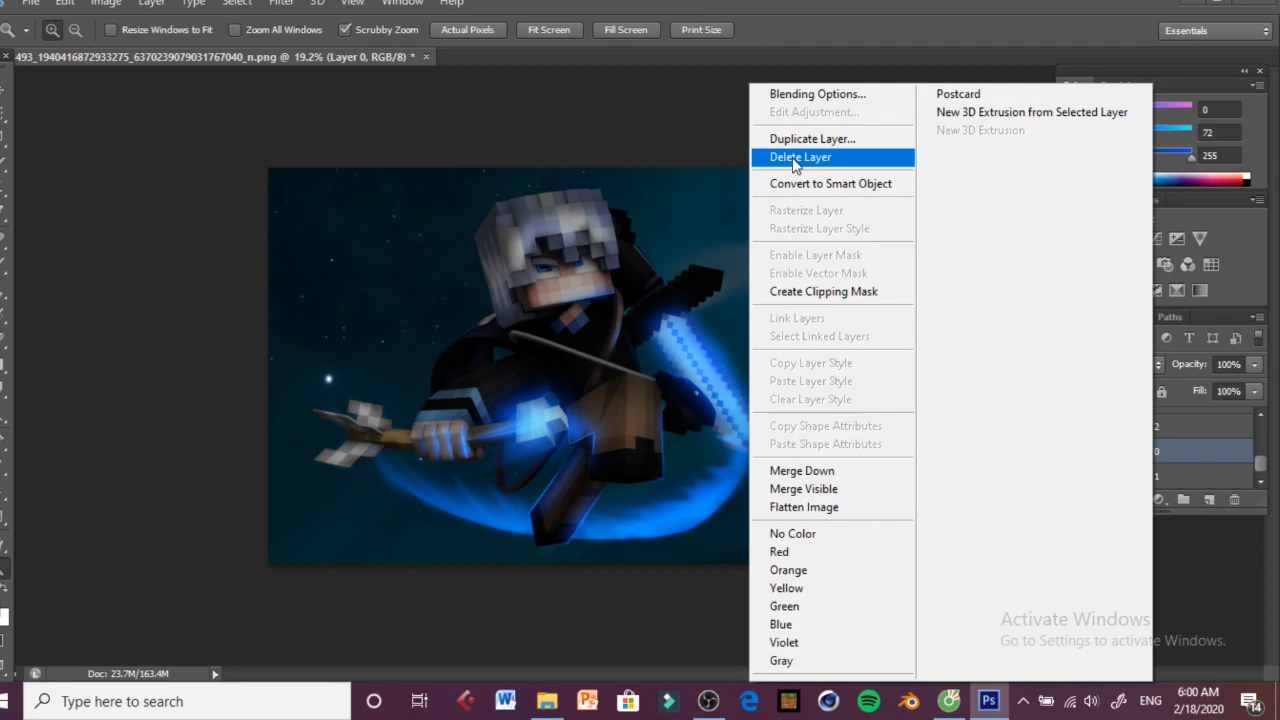 File Edit Image Layer Type Select Filter 3D View Window Help
Resize Windows to Fit Zoom All Windows Scrubby Zoom Actual Pixels Fit Screen Fill Screen Print Size Essentials
493_1940416872933275_6370239079031767040_n.png @ 19.2% (Layer 0, RGB/8) * ×
Blending Options...
Edit Adjustment...
Duplicate Layer...
Delete Layer
Convert to Smart Object
Rasterize Layer
Rasterize Layer Style
Enable Layer Mask
Enable Vector Mask
Create Clipping Mask
Link Layers
Select Linked Layers
Copy Layer Style
Paste Layer Style
Clear Layer Style
Copy Shape Attributes
Paste Shape Attributes
Merge Down
Merge Visible
Flatten Image
No Color
Red
Orange
Yellow
Green
Blue
Violet
Gray
Postcard
New 3D Extrusion from Selected Layer
New 3D Extrusion
0
72
255
Paths
Opacity: 100%
Fill: 100%
2
0
1
Activate Windows
Go to Settings to activate Windows.
Doc: 23.7M/163.4M
Type here to search
ENG
6:00 AM
2/18/2020
14